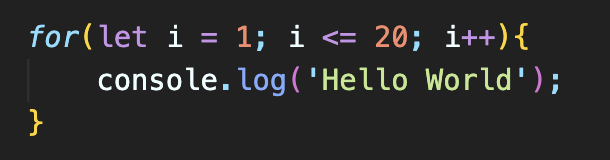 for(let i = 1; i <= 20; i++){
    console.log('Hello World');
}